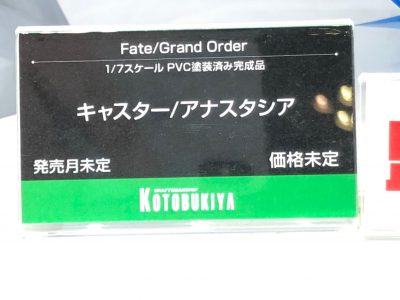 Fate/Grand Order
1/7スケール PVC塗装済み完成品
キャスター/アナスタシア
発売月未定 価格未定
CRAFTSMANSHIP
KOTOBUKIYA